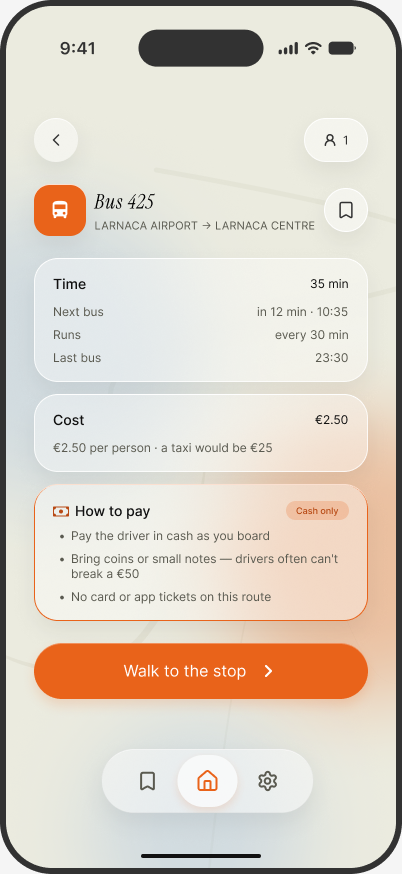 9:41
1
Bus 425
LARNACA AIRPORT → LARNACA CENTRE
Time 35 min
Next bus in 12 min · 10:35
Runs every 30 min
Last bus 23:30
Cost €2.50
€2.50 per person · a taxi would be €25
How to pay Cash only
• Pay the driver in cash as you board
• Bring coins or small notes — drivers often can't
break a €50
• No card or app tickets on this route
Walk to the stop